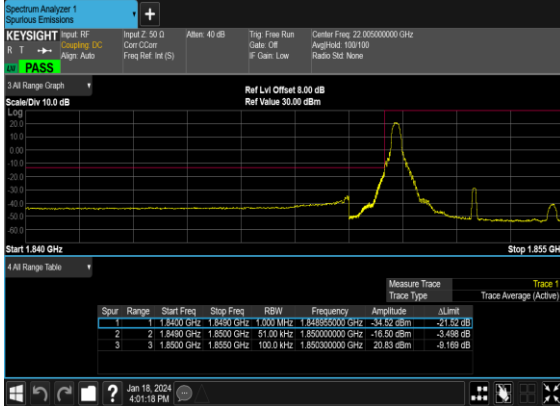 Spectrum Analyzer 1
Spurious Emissions
KEYSIGHT Input: RF Input Z: 50 Ω Atten: 40 dB Trig: Free Run Center Freq: 22.005000000 GHz
R T Coupling: DC Corr CCorr Gate: Off Avg|Hold: 100/100
Align: Auto Freq Ref: Int (S) IF Gain: Low Radio Std: None
PASS
3.All Range Graph
Ref Lvl Offset 8.00 dB
Scale/Div 10.0 dB Ref Value 30.00 dBm
Log
20.0
10.0
0.00
-10.0
-20.0
-30.0
-40.0
-50.0
-60.0
Start 1.840 GHz Stop 1.855 GH
4.All Range Table
Measure Trace Trace 1
Trace Type Trace Average (Active)
Spur Range Start Freq Stop Freq RBW Frequency Amplitude ΔLimit
1 1 1.8400 GHz 1.8490 GHz 1.000 MHz 1.848955000 GHz -34.52 dBm -21.52 dB
2 2 1.8490 GHz 1.8500 GHz 51.00 kHz 1.850000000 GHz -16.50 dBm -3.498 dB
3 3 1.8500 GHz 1.8550 GHz 100.0 kHz 1.850300000 GHz 20.83 dBm -9.169 dB
?
Jan 18, 2024
4:01:18 PM